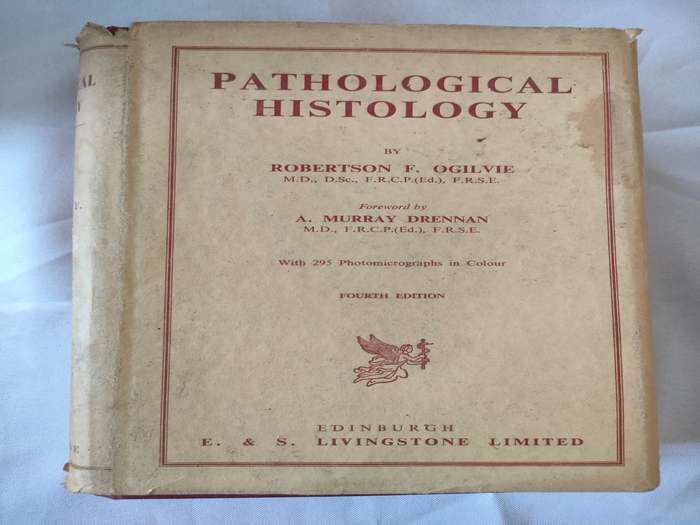 PATHOLOGICAL
HISTOLOGY
BY
ROBERTSON F. OGILVIE
M.D., D.Sc., F.R.C.P.(Ed.), F.R.S.E.
Foreword by
A. MURRAY DRENNAN
M.D., F.R.C.P.(Ed.), F.R.S.E.
With 295 Photomicrographs in Colour
FOURTH EDITION
EDINBURGH
E. & S. LIVINGSTONE LIMITED